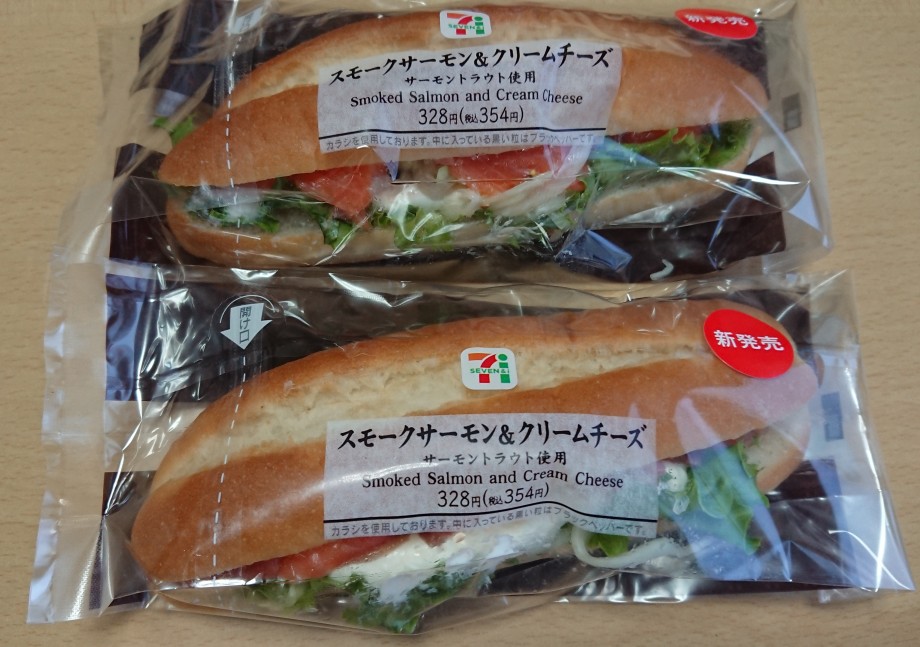 SEVEN&i
新発売
スモークサーモン&クリームチーズ
サーモントラウト使用
Smoked Salmon and Cream Cheese
328円(税込354円)
カラシを使用しております。中に入っている黒い粒はブラックペッパーです。
開け口
SEVEN&i
新発売
スモークサーモン&クリームチーズ
サーモントラウト使用
Smoked Salmon and Cream Cheese
328円(税込354円)
カラシを使用しております。中に入っている黒い粒はブラックペッパーです。